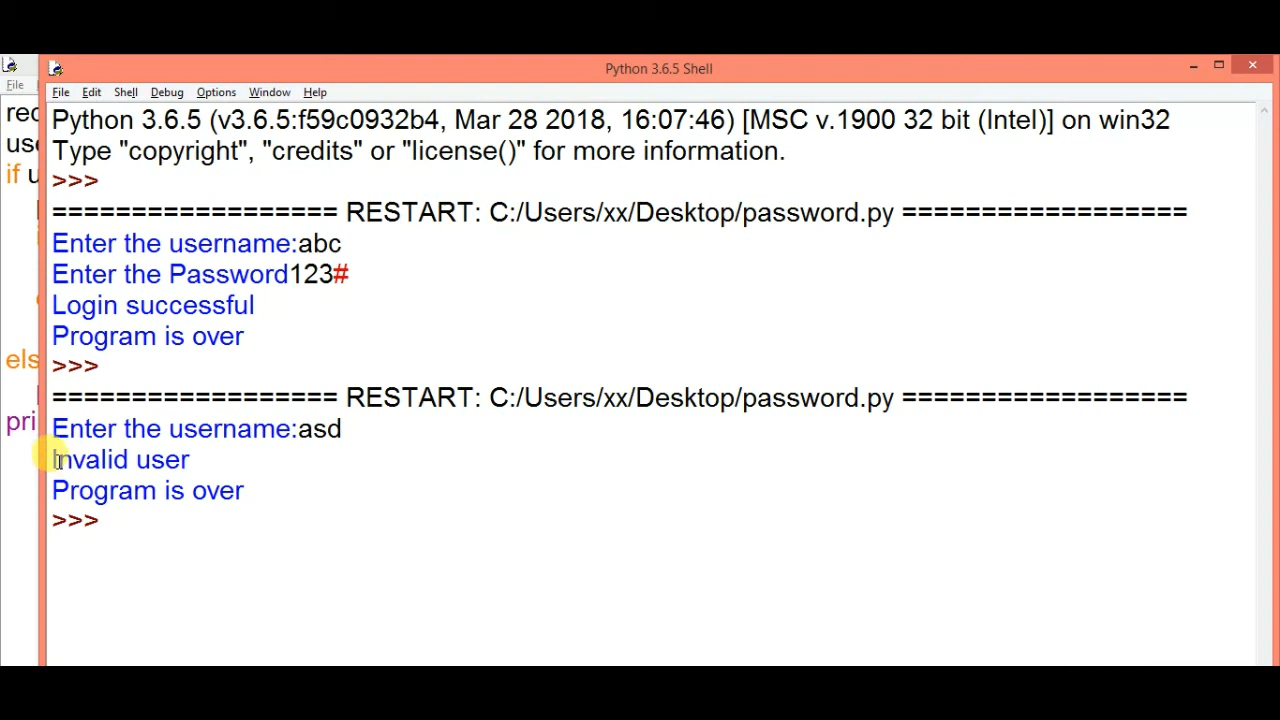 Python 3.6.5 Shell
File
File Edit Shell Debug Options Window Help
Python 3.6.5 (v3.6.5:f59c0932b4, Mar 28 2018, 16:07:46) [MSC v.1900 32 bit (Intel)] on win32
Type "copyright", "credits" or "license()" for more information.
>>>
================== RESTART: C:/Users/xx/Desktop/password.py ==================
Enter the username:abc
Enter the Password123#
Login successful
Program is over
>>>
================== RESTART: C:/Users/xx/Desktop/password.py ==================
Enter the username:asd
Invalid user
Program is over
>>>
if